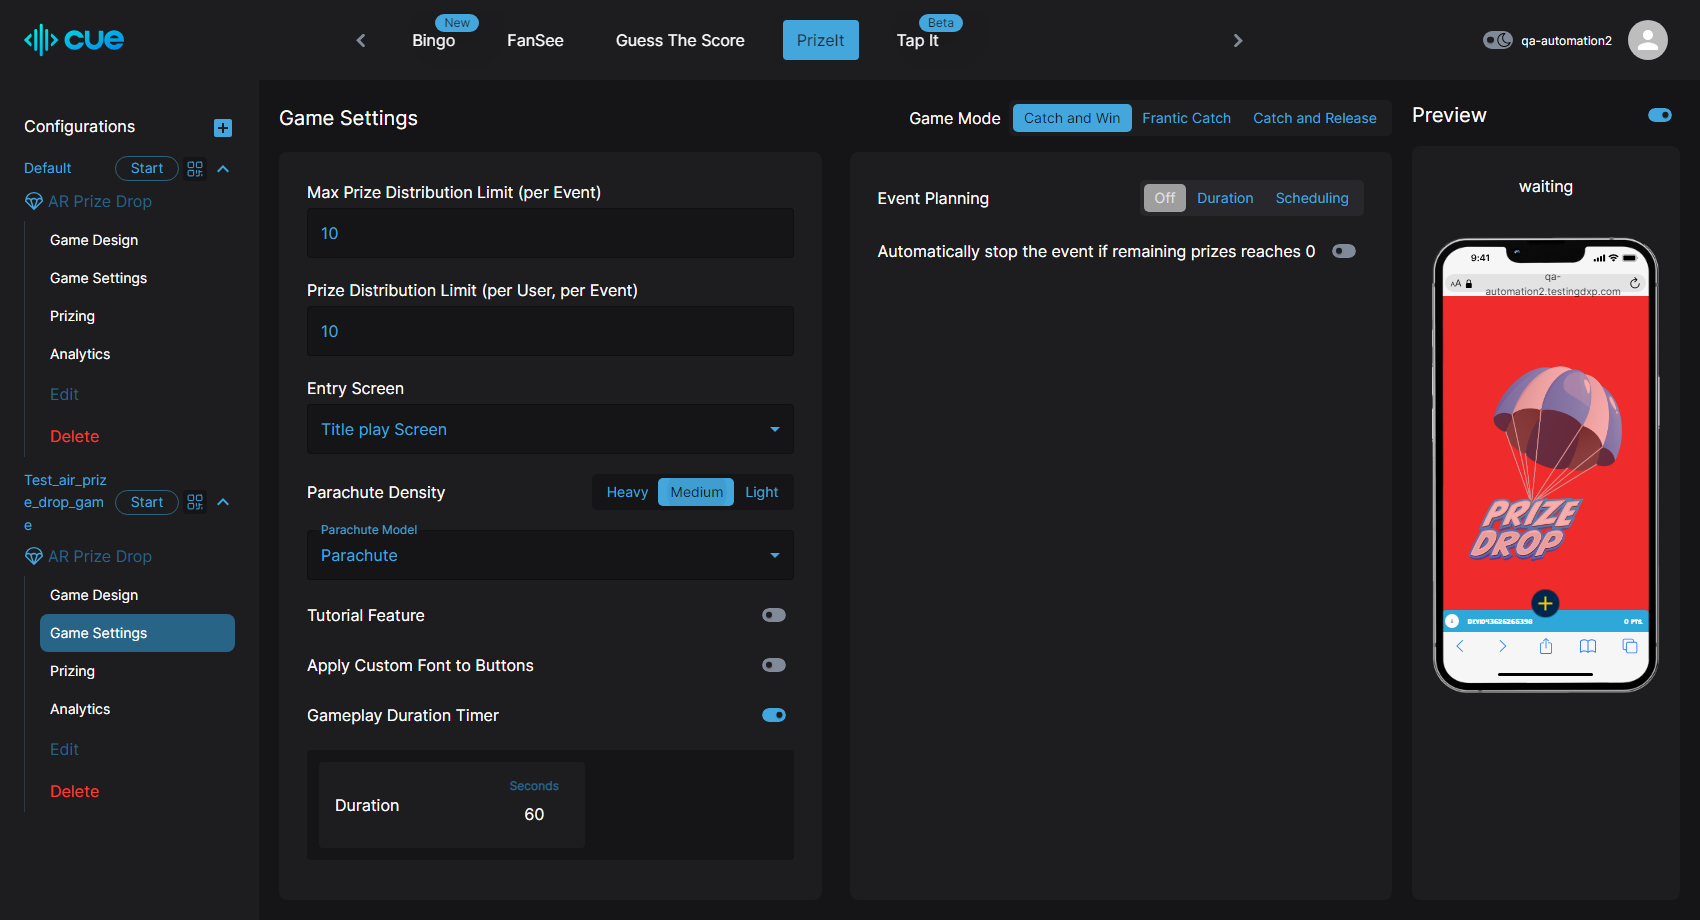 cue
New
Bingo
FanSee
Guess The Score
PrizeIt
Beta
Tap It
qa-automation2
Configurations
Default
Start
AR Prize Drop
Game Design
Game Settings
Prizing
Analytics
Edit
Delete
Test_air_priz
e_drop_gam
e
Start
AR Prize Drop
Game Design
Game Settings
Prizing
Analytics
Edit
Delete
Game Settings
Game Mode
Catch and Win
Frantic Catch
Catch and Release
Max Prize Distribution Limit (per Event)
10
Prize Distribution Limit (per User, per Event)
10
Entry Screen
Title play Screen
Parachute Density
Heavy
Medium
Light
Parachute Model
Parachute
Tutorial Feature
Apply Custom Font to Buttons
Gameplay Duration Timer
Duration
Seconds
60
Event Planning
Off
Duration
Scheduling
Automatically stop the event if remaining prizes reaches 0
Preview
waiting
9:41
AA
qa-
automation2.testingdxp.com
PRIZE
DROP
0 PTS.